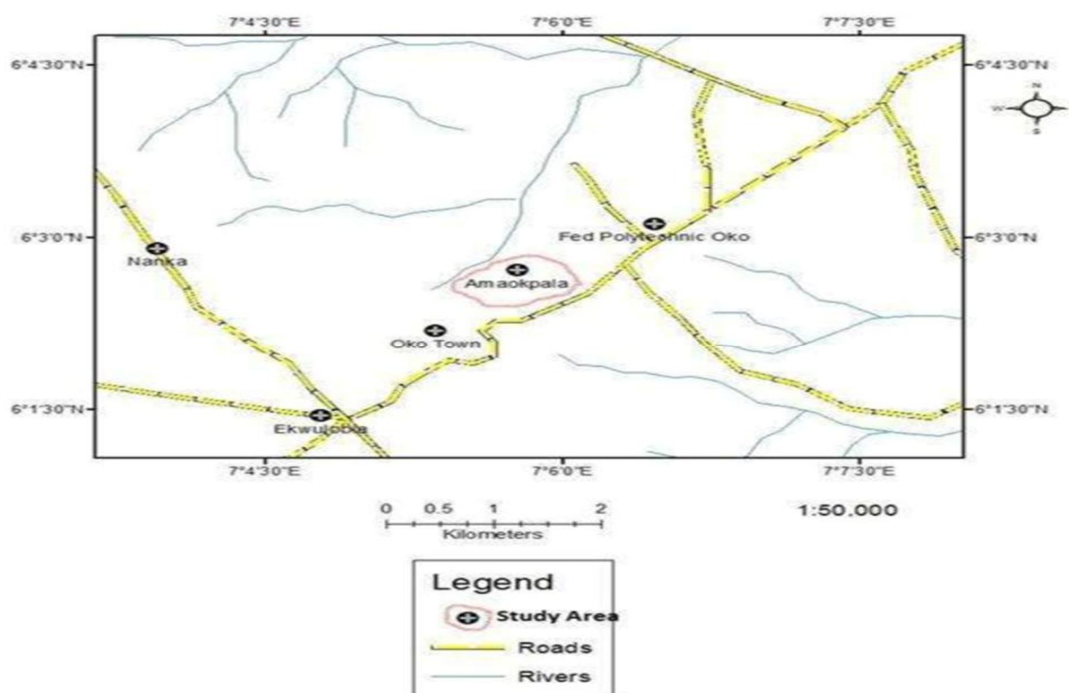 7°4'30"E 7°6'0"E 7°7'30"E
6°4'30"N 6°4'30"N
N
W
S
Fed Polytechnic Oko
6°3'0"N 6°3'0"N
Nanka
Amaokpala
Oko Town
6°1'30"N 6°1'30"N
Ekwulobia
7°4'30"E 7°6'0"E 7°7'30"E
0 0.5 1 2
Kilometers
1:50,000
Legend
Study Area
Roads
Rivers